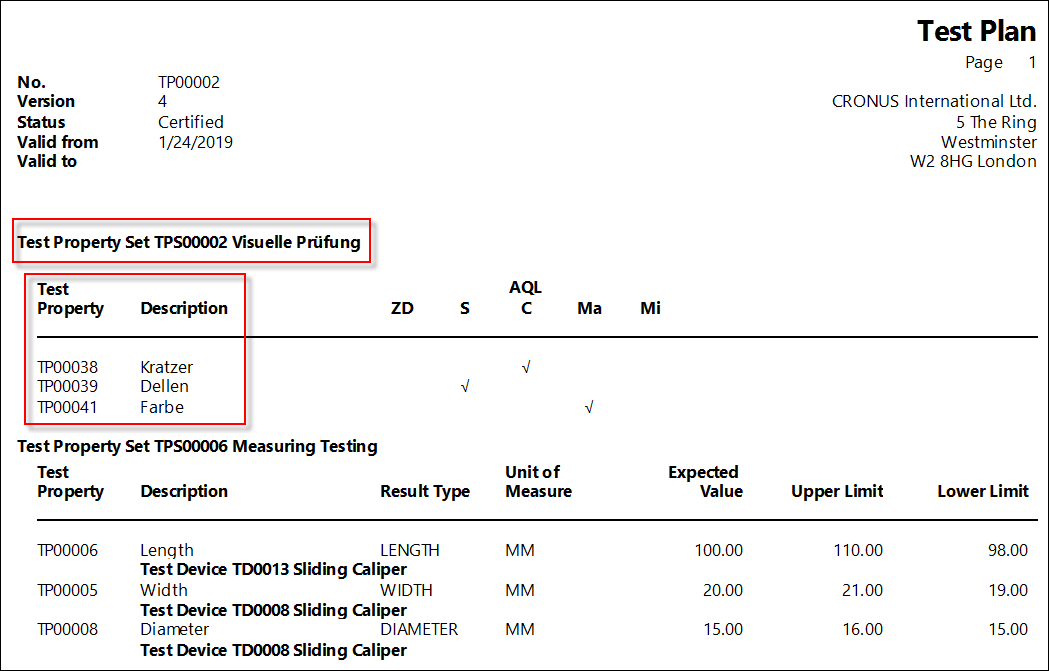 Test Plan
Page 1
No. TP00002
Version 4 CRONUS International Ltd.
Status Certified 5 The Ring
Valid from 1/24/2019 Westminster
Valid to W2 8HG London
Test Property Set TPS00002 Visuelle Prüfung
Test AQL
Property Description ZD S C Ma Mi
TP00038 Kratzer √
TP00039 Dellen √
TP00041 Farbe √
Test Property Set TPS00006 Measuring Testing
Test Unit of Expected
Property Description Result Type Measure Value Upper Limit Lower Limit
TP00006 Length LENGTH MM 100.00 110.00 98.00
Test Device TD0013 Sliding Caliper
TP00005 Width WIDTH MM 20.00 21.00 19.00
Test Device TD0008 Sliding Caliper
TP00008 Diameter DIAMETER MM 15.00 16.00 15.00
Test Device TD0008 Sliding Caliper